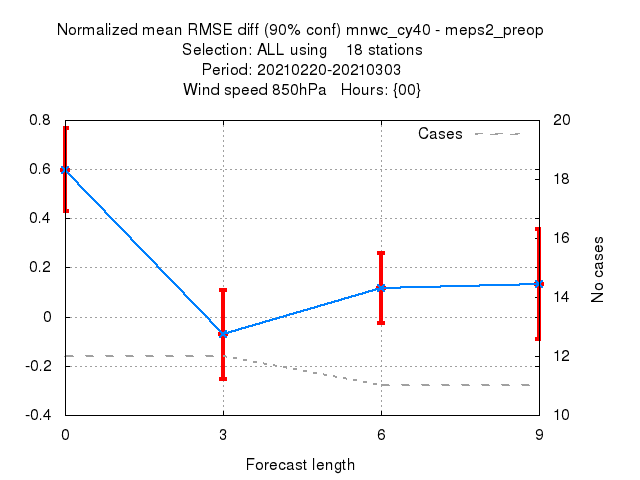 Normalized mean RMSE diff (90% conf) mnwc_cy40 - meps2_preop
Selection: ALL using    18 stations
Period: 20210220-20210303
Wind speed 850hPa   Hours: {00}
Cases
0.8
0.6
0.4
0.2
0
-0.2
-0.4
20
18
16
14
12
10
No cases
0 3 6 9
Forecast length